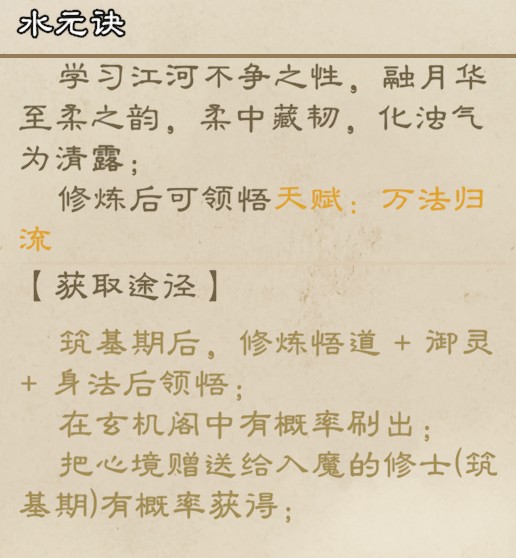 水元诀
学习江河不争之性，融月华
至柔之韵，柔中藏韧，化浊气
为清露；
修炼后可领悟天赋：万法归
流
【获取途径】
筑基期后，修炼悟道 + 御灵
+ 身法后领悟；
在玄机阁中有概率刷出；
把心境赠送给入魔的修士(筑
基期)有概率获得；